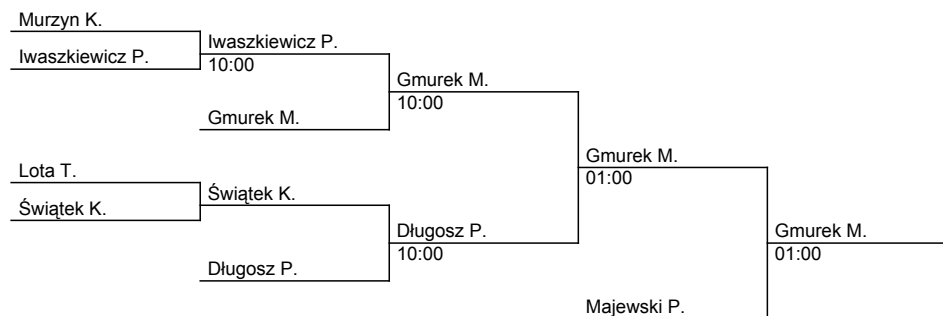 Murzyn K.
Iwaszkiewicz P.
Iwaszkiewicz P.
10:00
Gmurek M.
10:00
Gmurek M.
Gmurek M.
01:00
Lota T.
Świątek K.
Świątek K.
Długosz P.
10:00
Długosz P.
Gmurek M.
01:00
Majewski P.